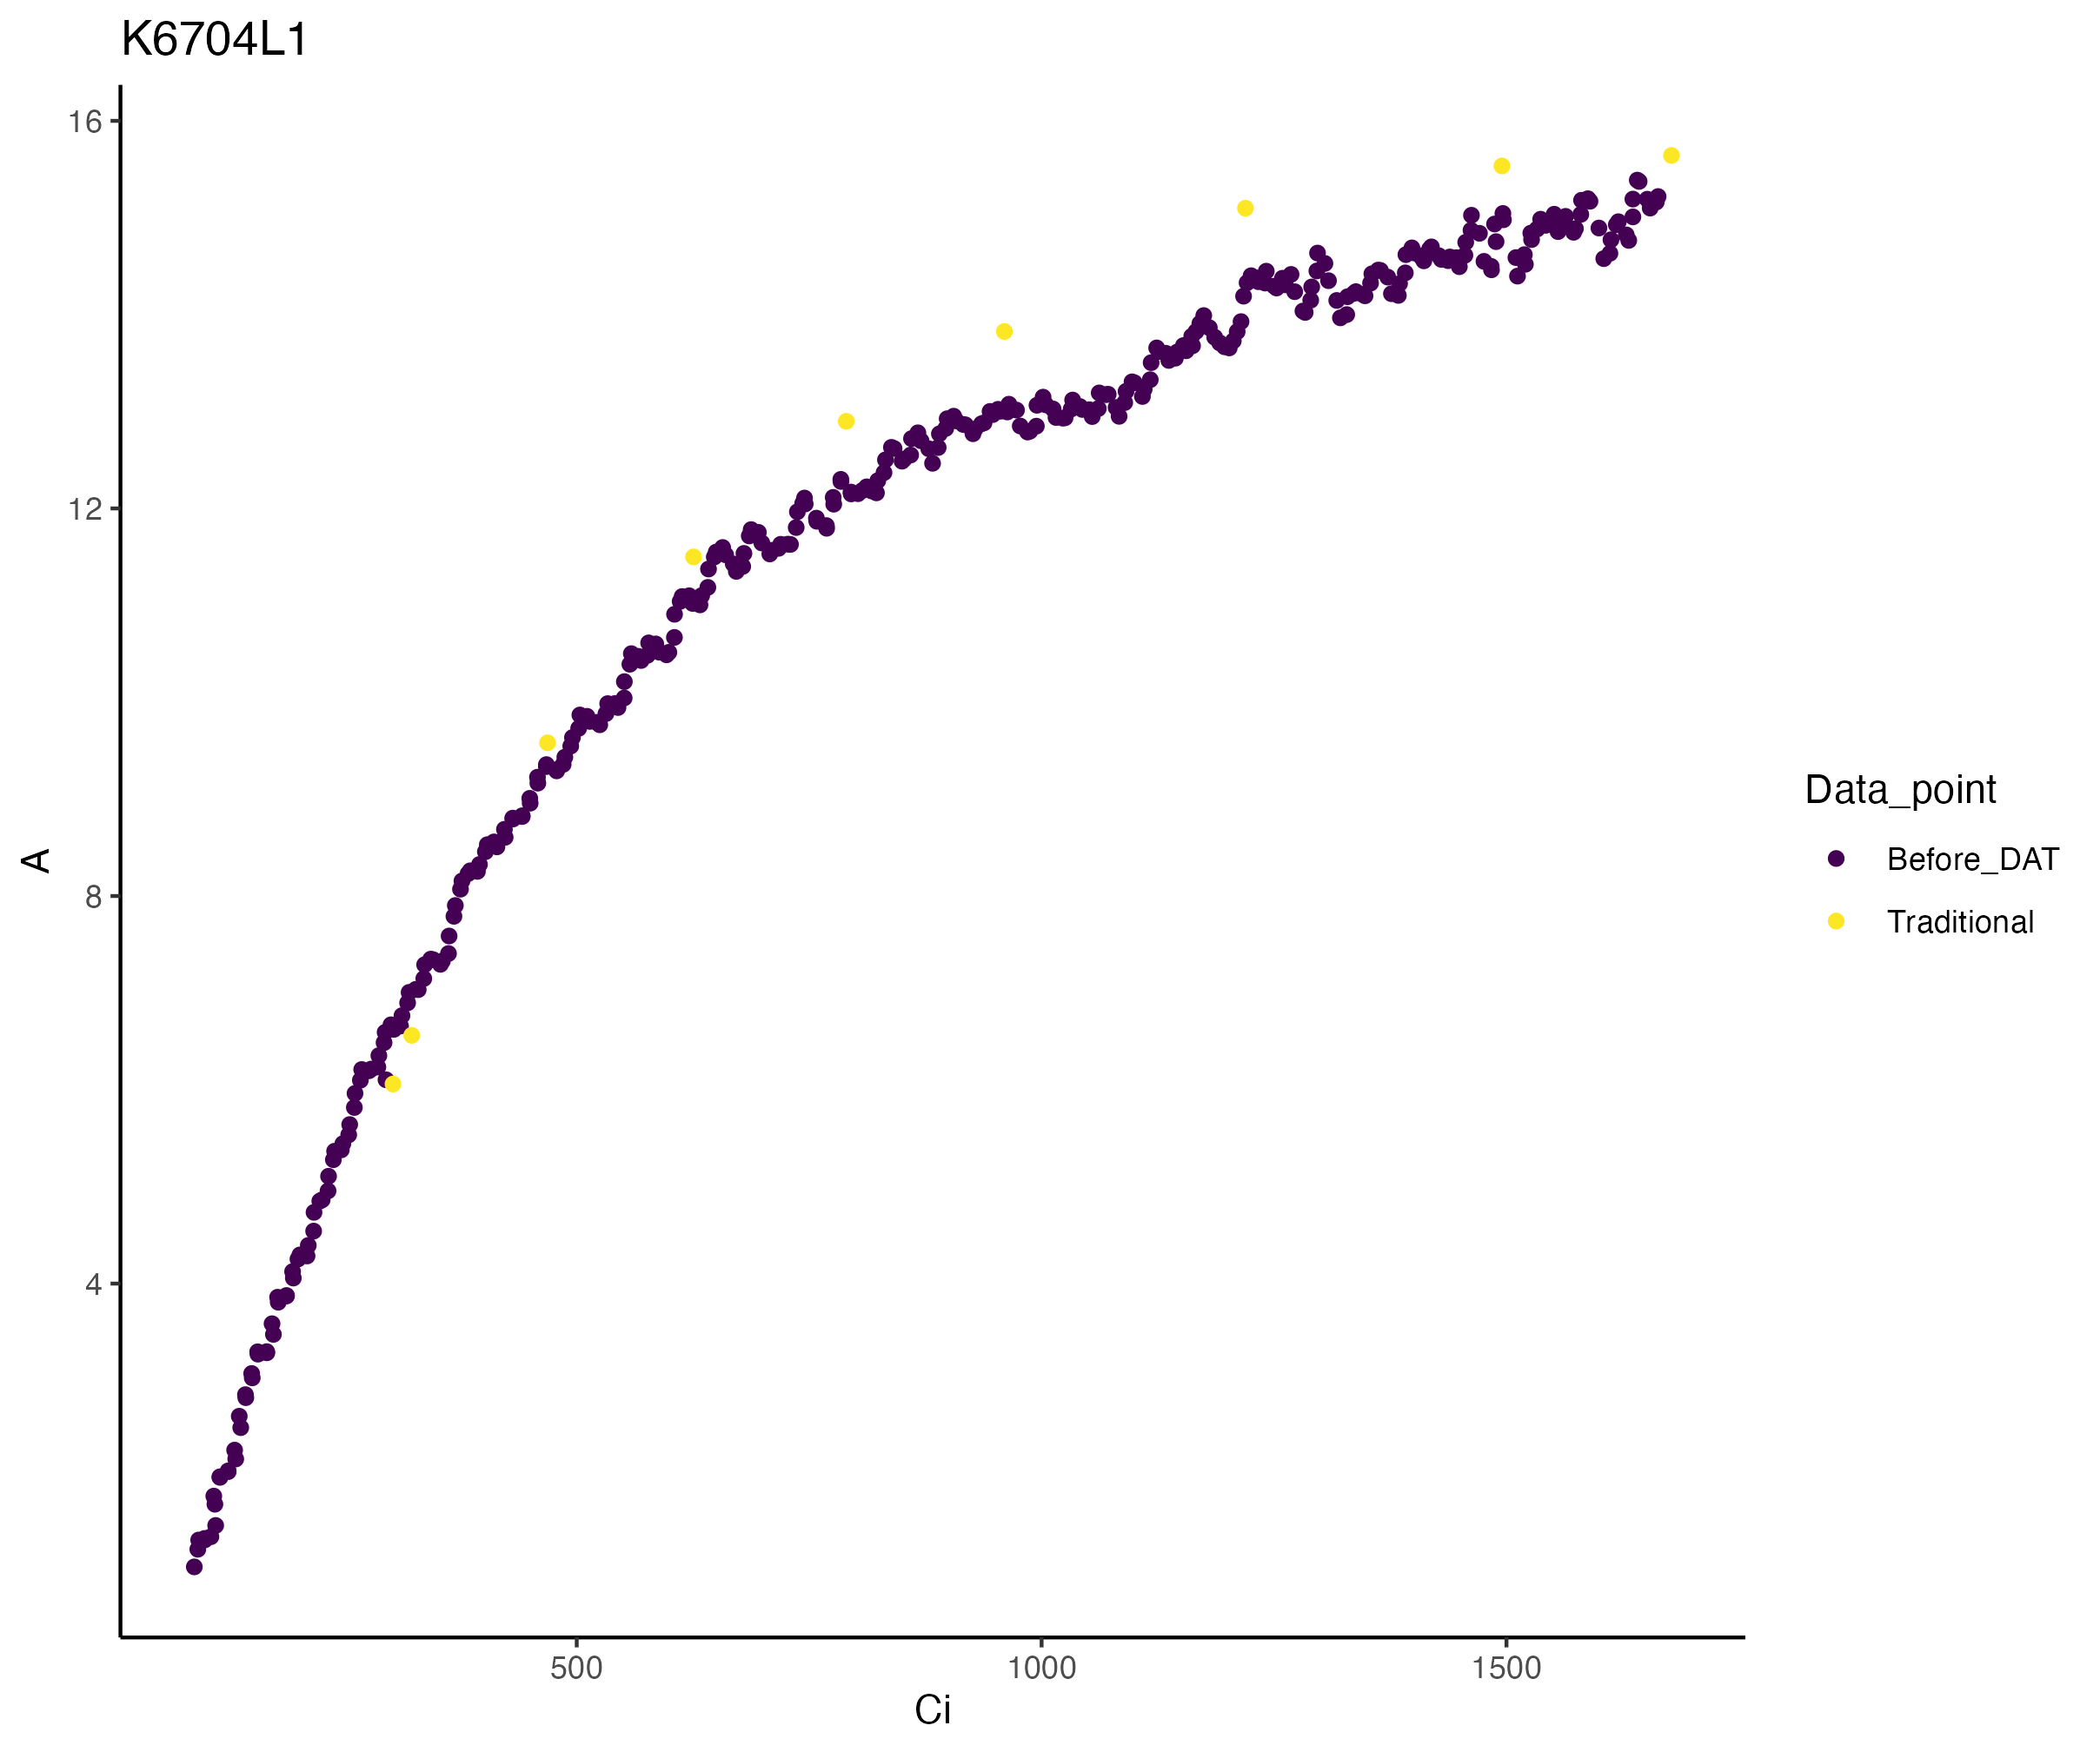 K6704L1
16
12
8
4
A
500
1000
1500
Ci
Data_point
Before_DAT
Traditional